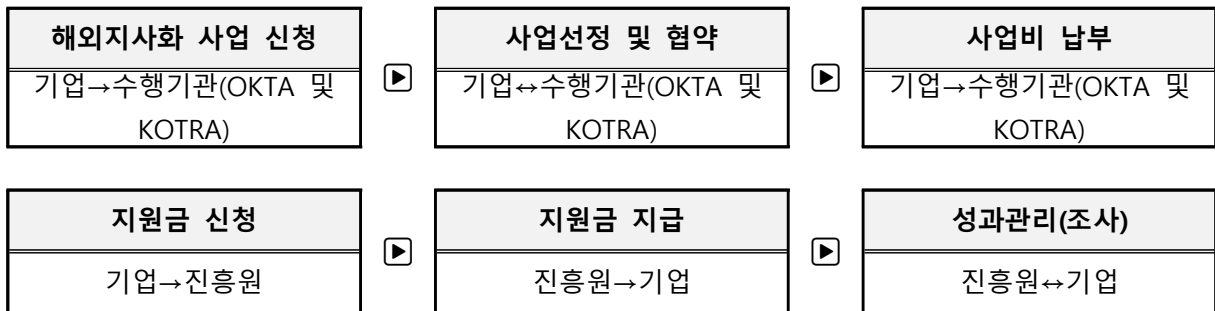 해외지사화 사업 신청
기업→수행기관(OKTA 및
KOTRA)
사업선정 및 협약
기업↔수행기관(OKTA 및
KOTRA)
사업비 납부
기업→수행기관(OKTA 및
KOTRA)
지원금 신청
기업→진흥원
지원금 지급
진흥원→기업
성과관리(조사)
진흥원↔기업